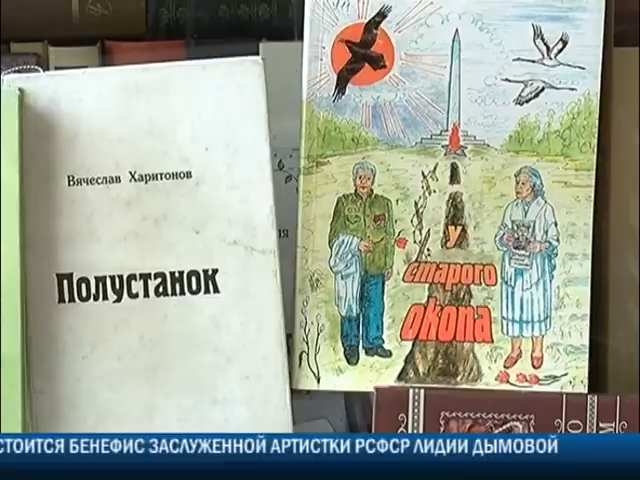 Вячеслав Харитонов
Полустанок
У
старого
окопа
СТОИТСЯ БЕНЕФИС ЗАСЛУЖЕННОЙ АРТИСТКИ РСФСР ЛИДИИ ДЫМОВОЙ